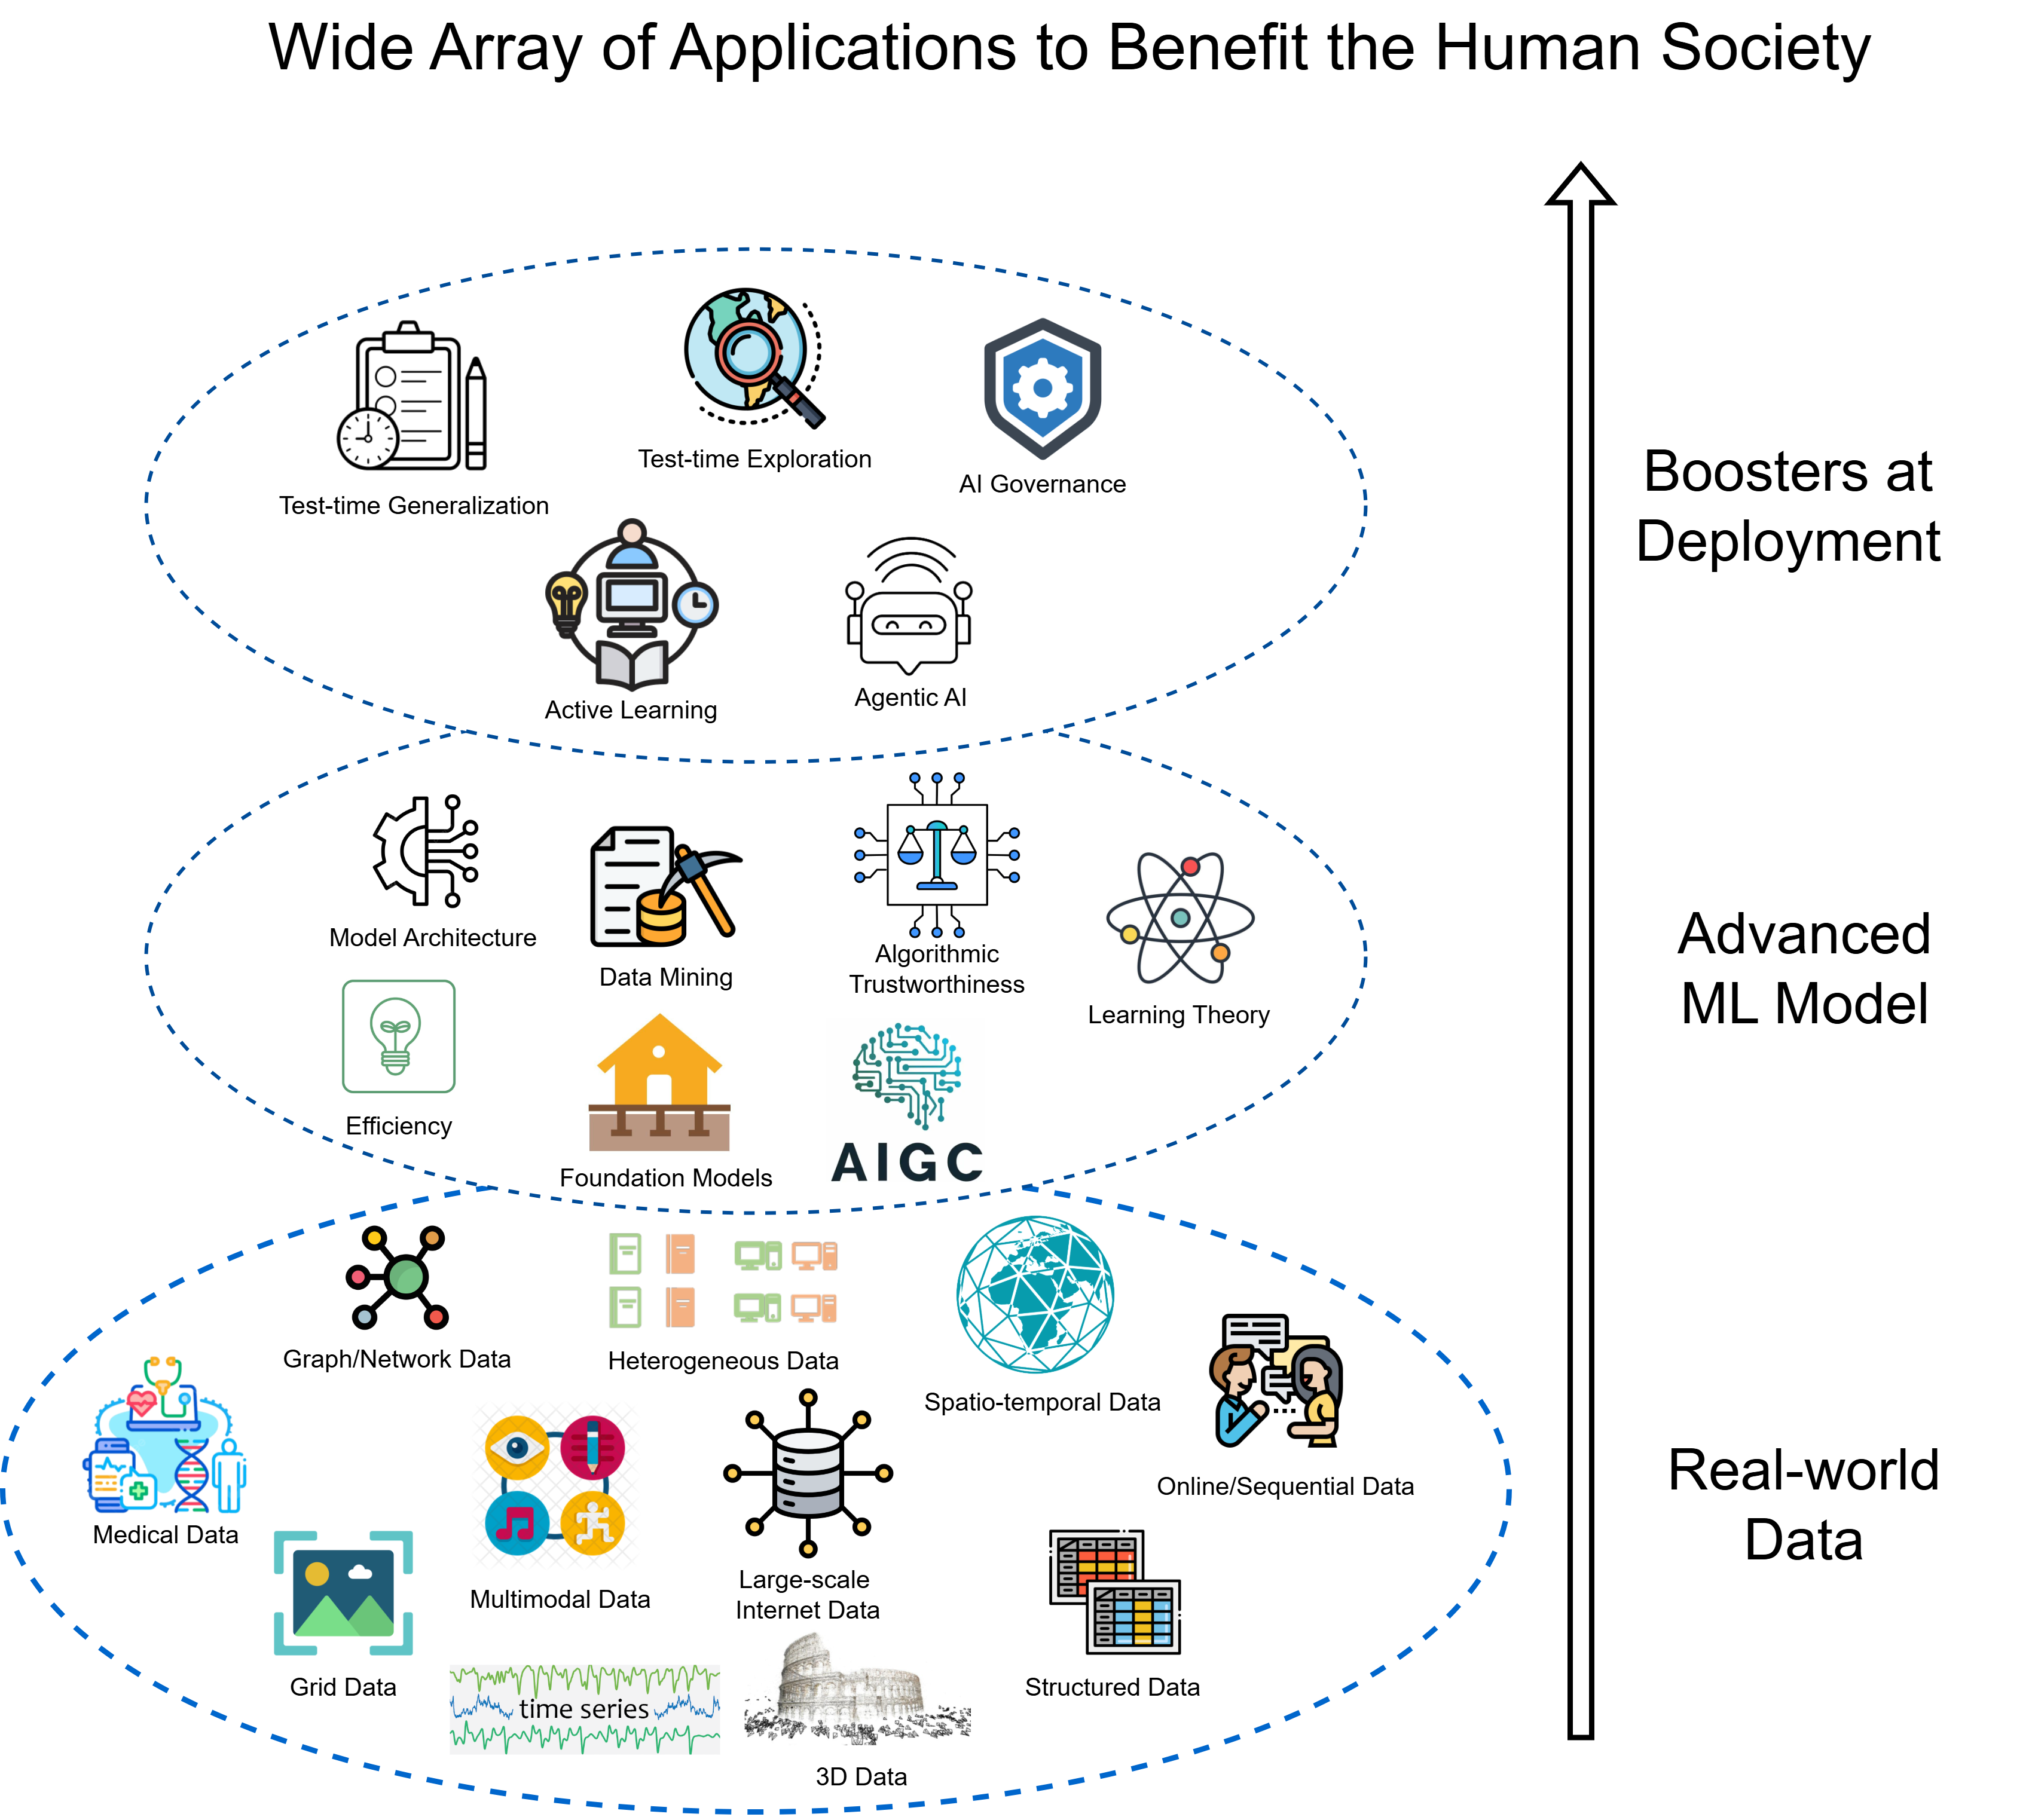 Wide Array of Applications to Benefit the Human Society
Test-time Generalization
Test-time Exploration
AI Governance
Active Learning
Agentic AI
Boosters at
Deployment
Model Architecture
Data Mining
Algorithmic
Trustworthiness
Learning Theory
Efficiency
Foundation Models
AIGC
Advanced
ML Model
Graph/Network Data
Heterogeneous Data
Spatio-temporal Data
Online/Sequential Data
Medical Data
Multimodal Data
Large-scale
Internet Data
Grid Data
time series
3D Data
Structured Data
Real-world
Data